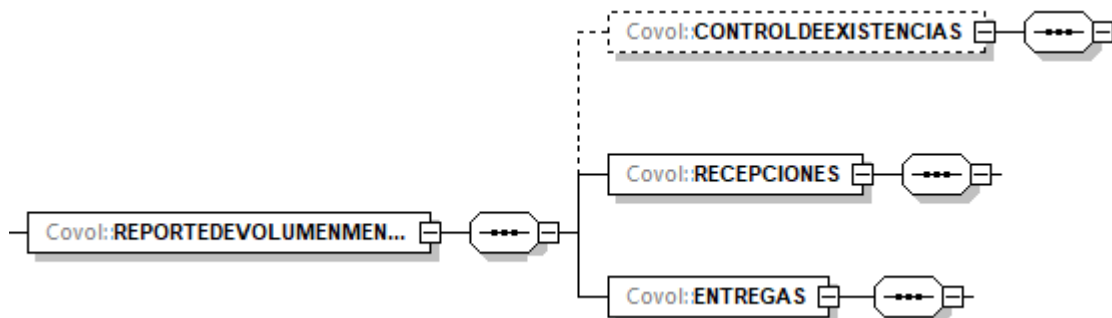 Covol::CONTROLDEEXISTENCIAS
Covol::RECEPCIONES
Covol::REPORTEDEVOLUMENMEN...
Covol::ENTREGAS